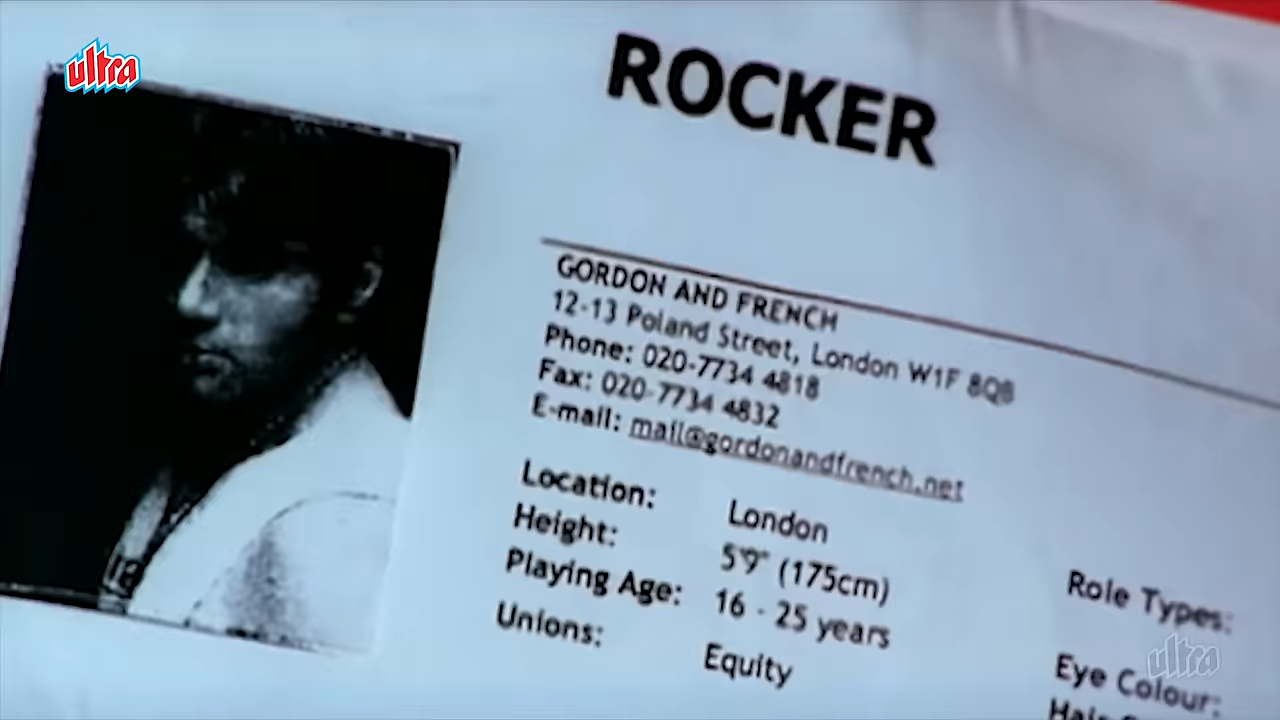 ultra
ROCKER
GORDON AND FRENCH
12-13 Poland Street, London W1F 8QB
Phone: 020-7734 4818
Fax: 020-7734 4832
E-mail: mail@gordonandfrench.net
Location: London
Height: 5'9" (175cm)
Playing Age: 16 - 25 years
Unions: Equity
Role Types:
Eye Colour:
ultra